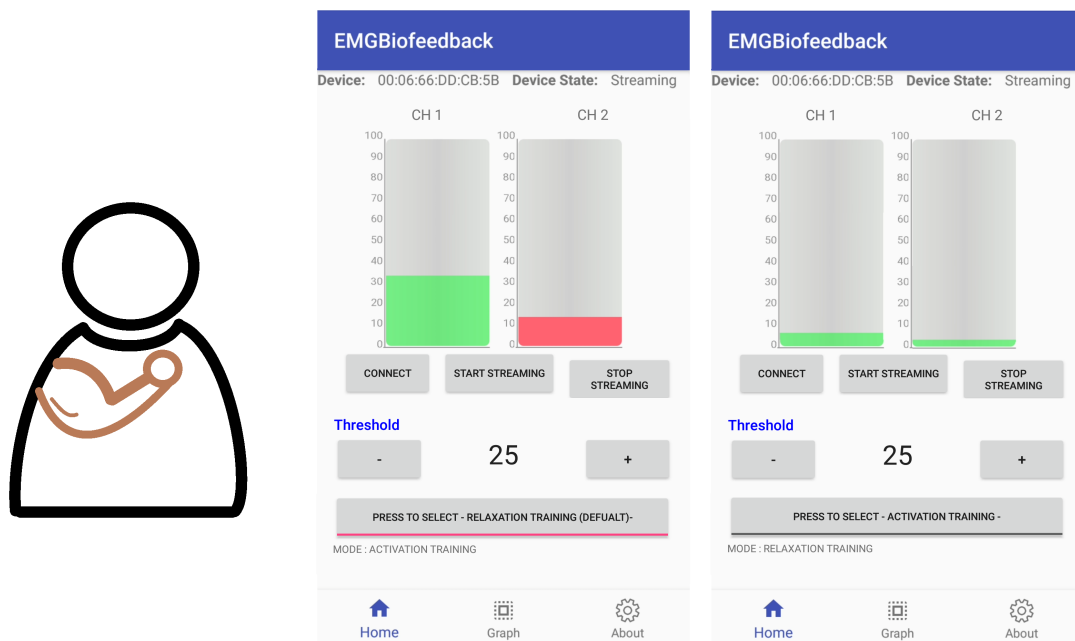 EMGBiofeedback
Device: 00:06:66:DD:CB:5B Device State: Streaming
CH 1 CH 2
100 100
90 90
80 80
70 70
60 60
50 50
40 40
30 30
20 20
10 10
0 0
CONNECT START STREAMING STOP
STREAMING
Threshold
- 25 +
PRESS TO SELECT - RELAXATION TRAINING (DEFUALT)-
MODE : ACTIVATION TRAINING
Home Graph About
EMGBiofeedback
Device: 00:06:66:DD:CB:5B Device State: Streaming
CH 1 CH 2
100 100
90 90
80 80
70 70
60 60
50 50
40 40
30 30
20 20
10 10
0 0
CONNECT START STREAMING STOP
STREAMING
Threshold
- 25 +
PRESS TO SELECT - ACTIVATION TRAINING -
MODE : RELAXATION TRAINING
Home Graph About